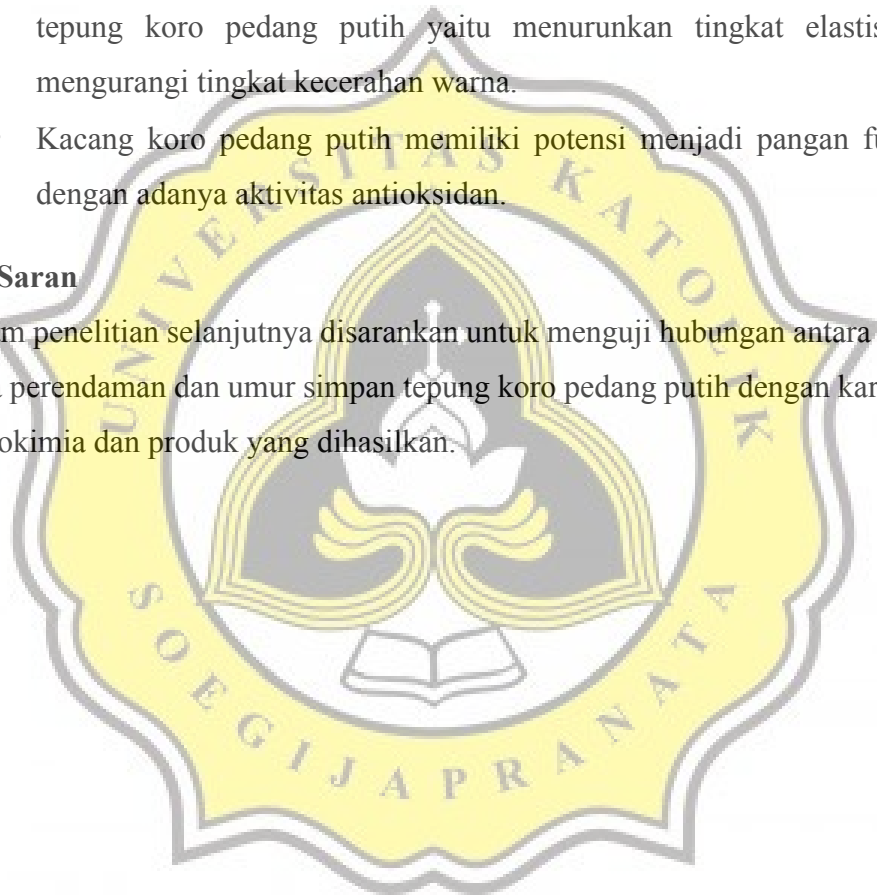 tepung koro pedang putih yaitu menurunkan tingkat elastis
mengurangi tingkat kecerahan warna.
Kacang koro pedang putih memiliki potensi menjadi pangan fu
dengan adanya aktivitas antioksidan.
Saran
m penelitian selanjutnya disarankan untuk menguji hubungan antara
perendaman dan umur simpan tepung koro pedang putih dengan kar
okimia dan produk yang dihasilkan.
UNIVERSITAS KATOLIK
SOEGIJAPRANATA